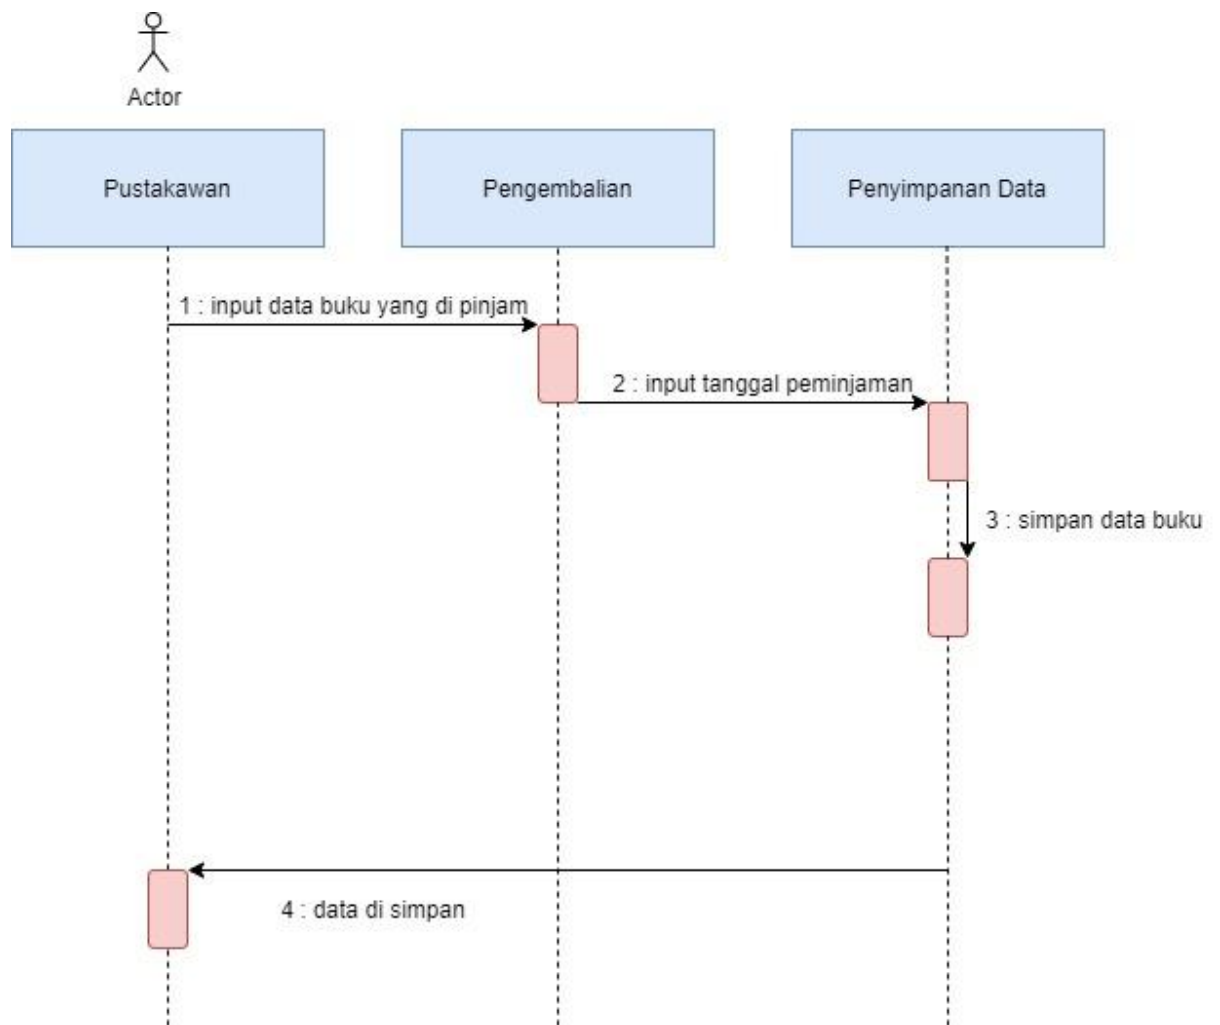 Actor
Pustakawan
Pengembalian
Penyimpanan Data
1 : input data buku yang di pinjam
2 : input tanggal peminjaman
3 : simpan data buku
4 : data di simpan